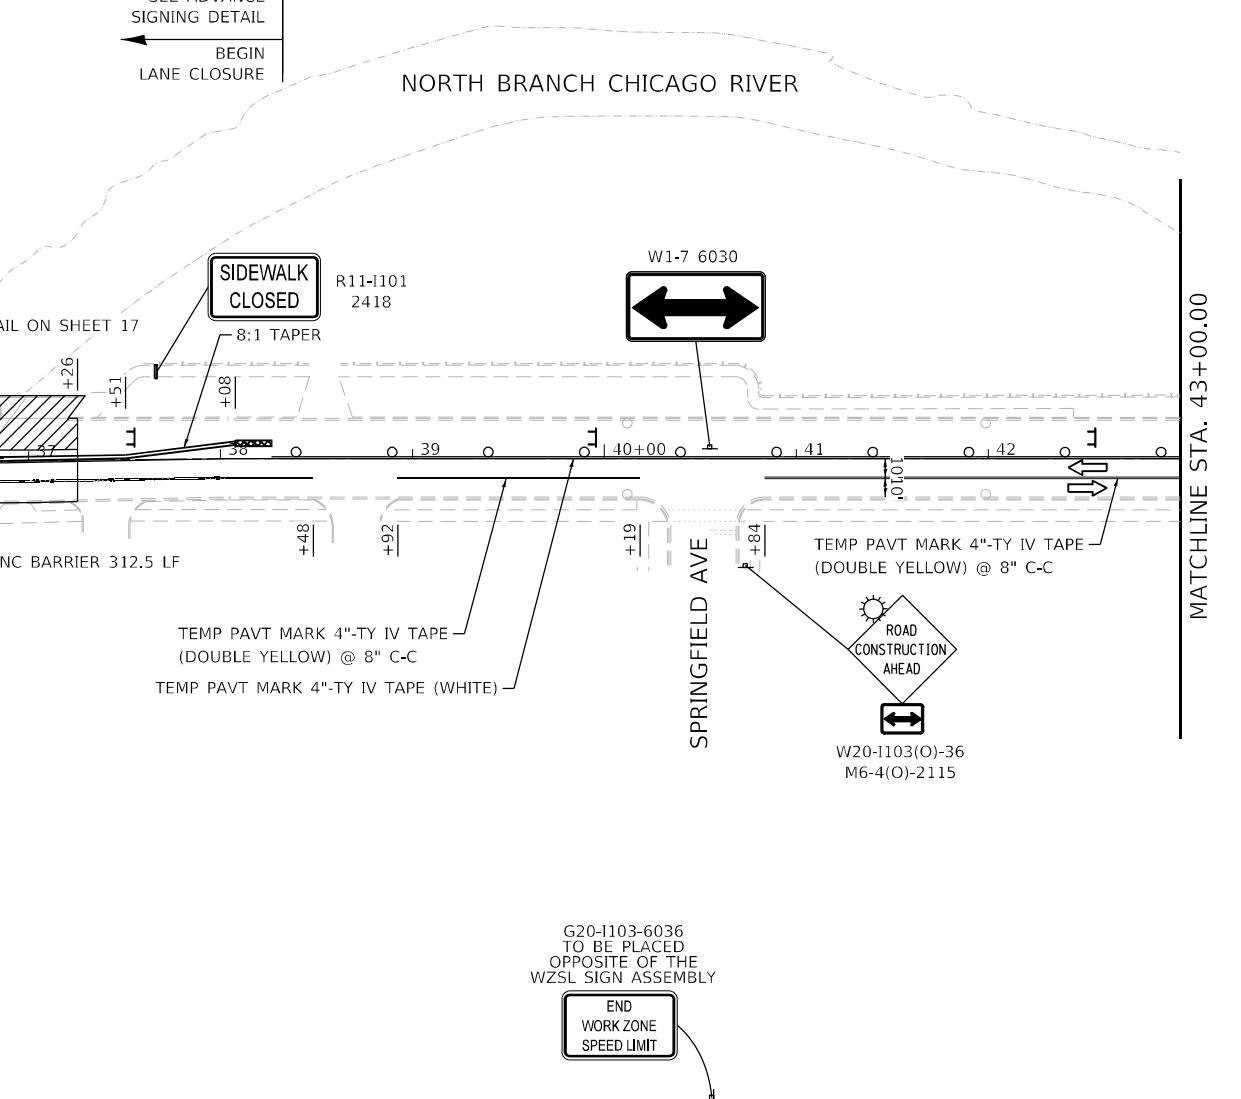 SIGNING DETAIL
BEGIN
LANE CLOSURE
NORTH BRANCH CHICAGO RIVER
SIDEWALK
CLOSED
R11-I101
2418
8:1 TAPER
W1-7 6030
ON SHEET 17
+26
+51
+08
37
38
39
40+00
41
42
10'
10'
+48
+92
+19
+84
MATCHLINE STA. 43+00.00
NC BARRIER 312.5 LF
SPRINGFIELD AVE
TEMP PAVT MARK 4"-TY IV TAPE
(DOUBLE YELLOW) @ 8" C-C
TEMP PAVT MARK 4"-TY IV TAPE
(DOUBLE YELLOW) @ 8" C-C
TEMP PAVT MARK 4"-TY IV TAPE (WHITE)
ROAD
CONSTRUCTION
AHEAD
W20-I103(O)-36
M6-4(O)-2115
G20-I103-6036
TO BE PLACED
OPPOSITE OF THE
WZSL SIGN ASSEMBLY
END
WORK ZONE
SPEED LIMIT